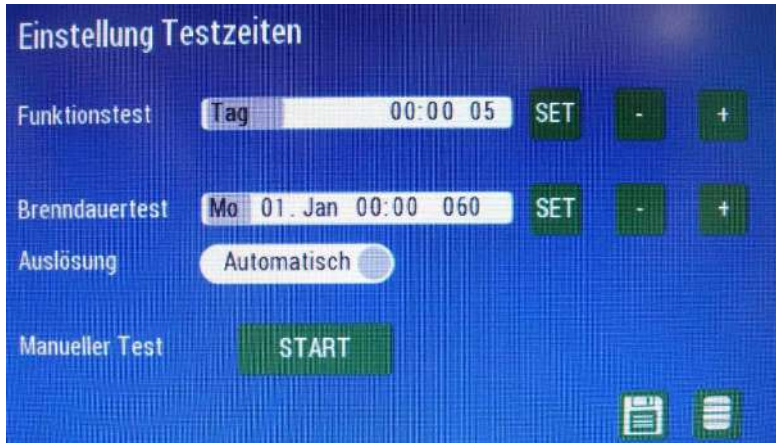 Einstellung Testzeiten
Funktionstest Tag 00:00 05 SET - +
Brenndauertest Mo 01. Jan 00:00 060 SET - +
Auslösung Automatisch
Manueller Test START